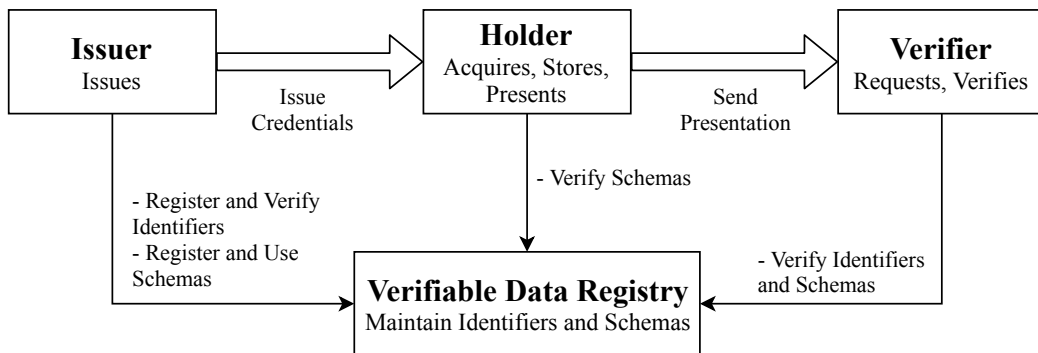 Issuer
Issues
Holder
Acquires, Stores,
Presents
Verifier
Requests, Verifies
Issue
Credentials
Send
Presentation
- Register and Verify
Identifiers
- Register and Use
Schemas
- Verify Schemas
- Verify Identifiers
and Schemas
Verifiable Data Registry
Maintain Identifiers and Schemas